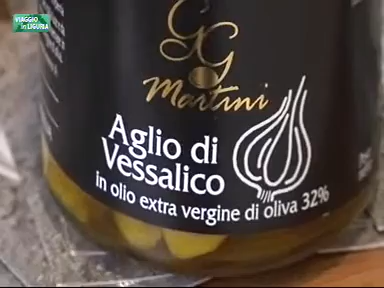 VIAGGIO
in LIGURIA
GG
Martini
Aglio di
Vessalico
in olio extra vergine di oliva 32%